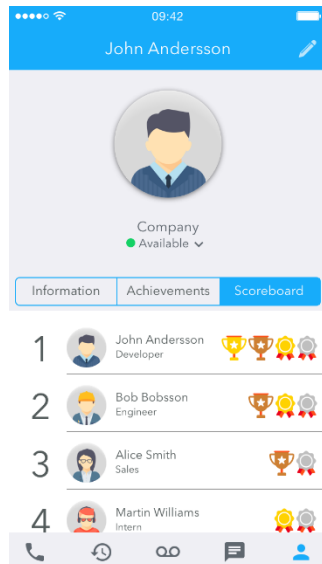 09:42
John Andersson
Company
Available
Information Achievements Scoreboard
1 John Andersson
Developer
2 Bob Bobsson
Engineer
3 Alice Smith
Sales
4 Martin Williams
Intern